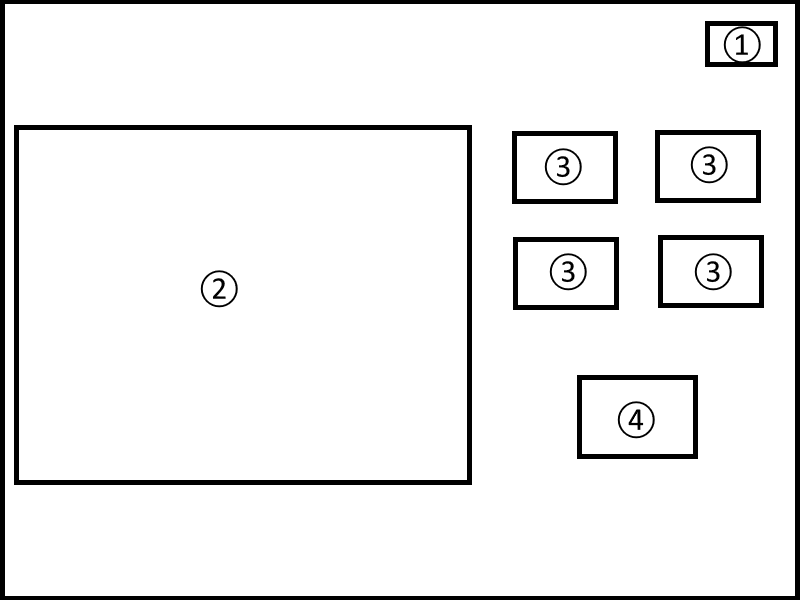 ①
③ ③
② ③ ③
④